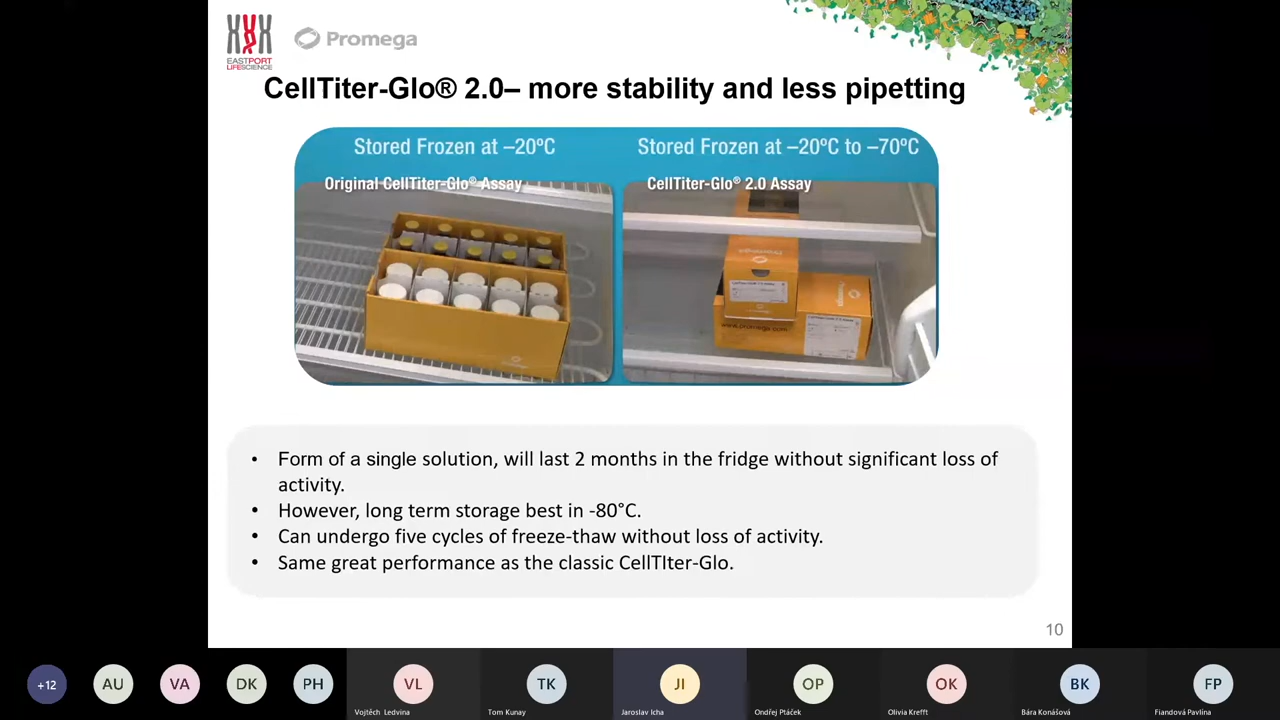 EASTPORT
LIFESCIENCE
Promega
CellTiter-Glo® 2.0– more stability and less pipetting
Stored Frozen at –20ºC
Stored Frozen at –20ºC to –70ºC
Original CellTiter-Glo® Assay
CellTiter-Glo® 2.0 Assay
Promega
Promega
www.promega.com
• Form of a single solution, will last 2 months in the fridge without significant loss of
activity.
• However, long term storage best in -80°C.
• Can undergo five cycles of freeze-thaw without loss of activity.
• Same great performance as the classic CellTIter-Glo.
10
+12
AU
VA
DK
PH
VL
TK
JI
OP
OK
BK
FP
Vojtěch Ledvina
Tom Kunay
Jaroslav Icha
Ondřej Ptáček
Olivia Krefft
Bára Konášová
Fiandová Pavlína